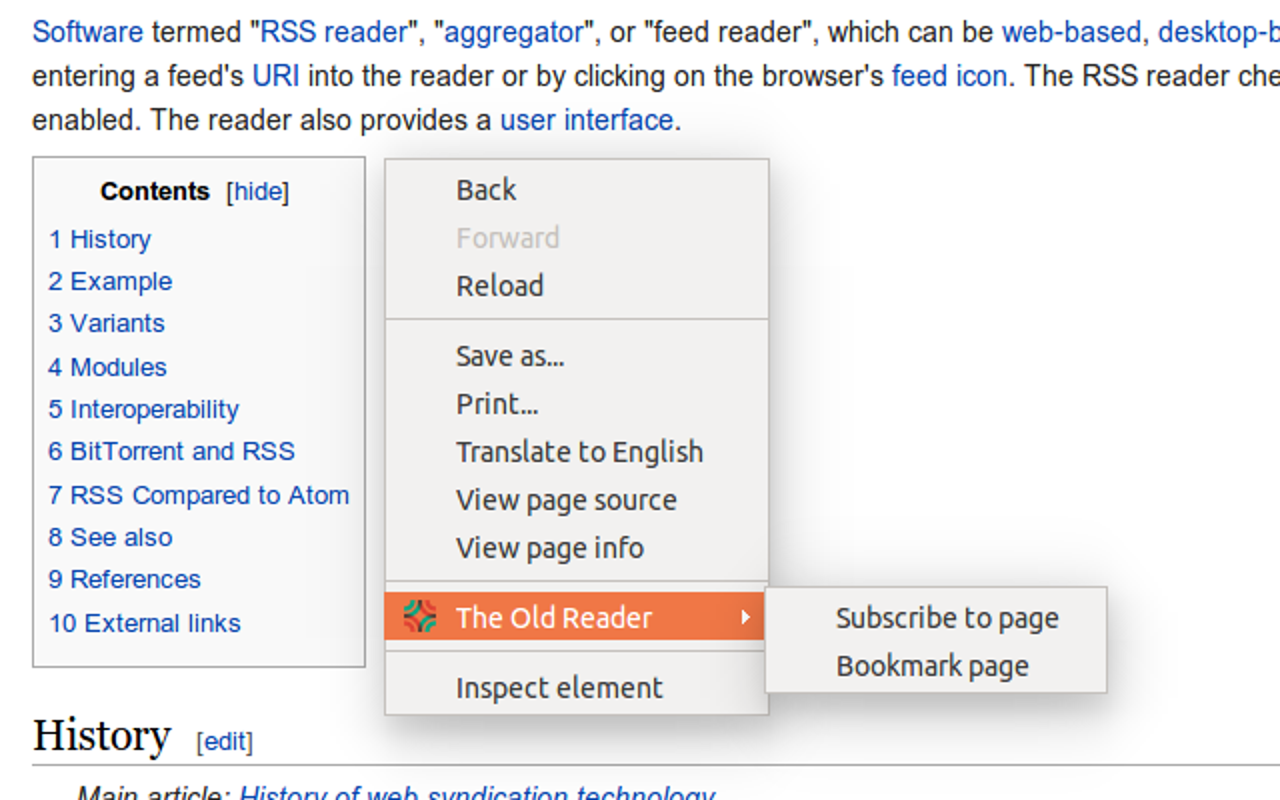 Software termed "RSS reader", "aggregator", or "feed reader", which can be web-based, desktop-b
entering a feed's URI into the reader or by clicking on the browser's feed icon. The RSS reader che
enabled. The reader also provides a user interface.
Contents [hide]
1 History
2 Example
3 Variants
4 Modules
5 Interoperability
6 BitTorrent and RSS
7 RSS Compared to Atom
8 See also
9 References
10 External links
Back
Forward
Reload
Save as...
Print...
Translate to English
View page source
View page info
The Old Reader
Inspect element
Subscribe to page
Bookmark page
History [edit]
Main article: History of web syndication technology